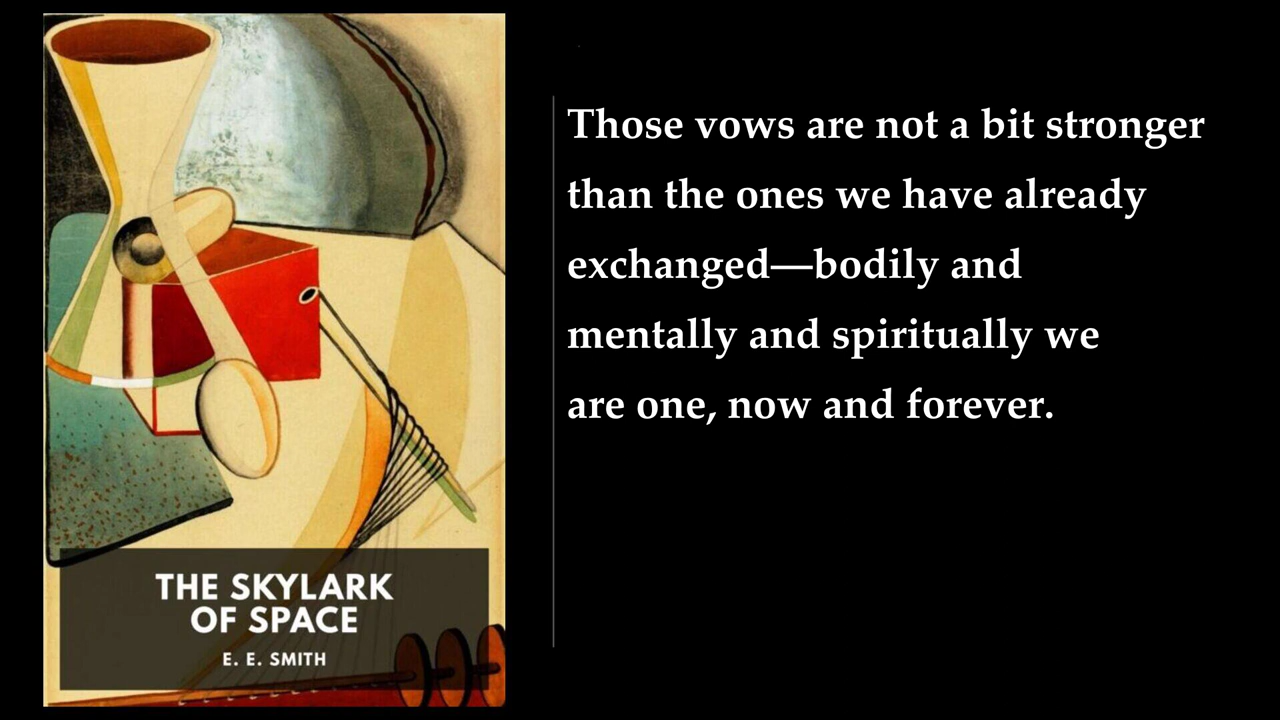 THE SKYLARK
OF SPACE
E. E. SMITH
Those vows are not a bit stronger
than the ones we have already
exchanged—bodily and
mentally and spiritually we
are one, now and forever.